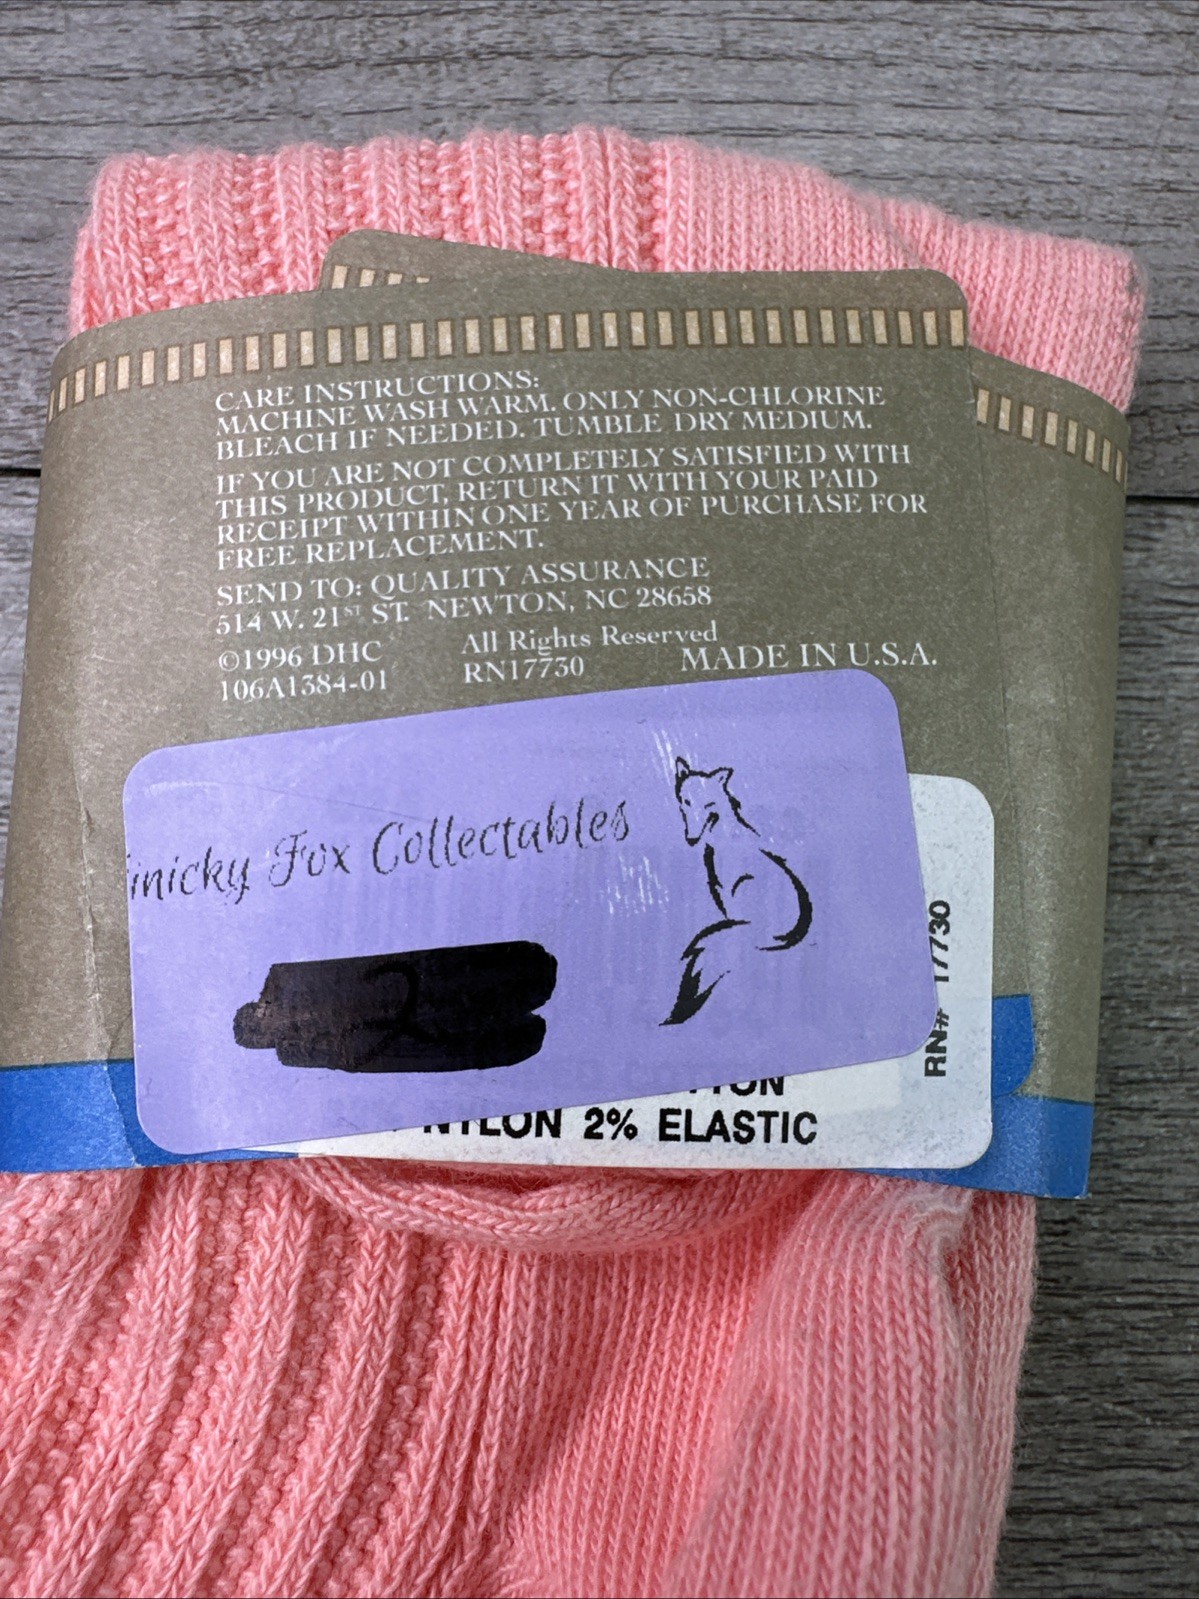 CARE INSTRUCTIONS:
MACHINE WASH WARM. ONLY NON-CHLORINE
BLEACH IF NEEDED. TUMBLE DRY MEDIUM.
IF YOU ARE NOT COMPLETELY SATISFIED WITH
THIS PRODUCT, RETURN IT WITH YOUR PAID
RECEIPT WITHIN ONE YEAR OF PURCHASE FOR
FREE REPLACEMENT.
SEND TO: QUALITY ASSURANCE
514 W. 21ST ST. NEWTON, NC 28658
©1996 DHC All Rights Reserved
106A1384-01 RN17730 MADE IN U.S.A.
inicky Fox Collectables
RN# 17730
NYLON 2% ELASTIC